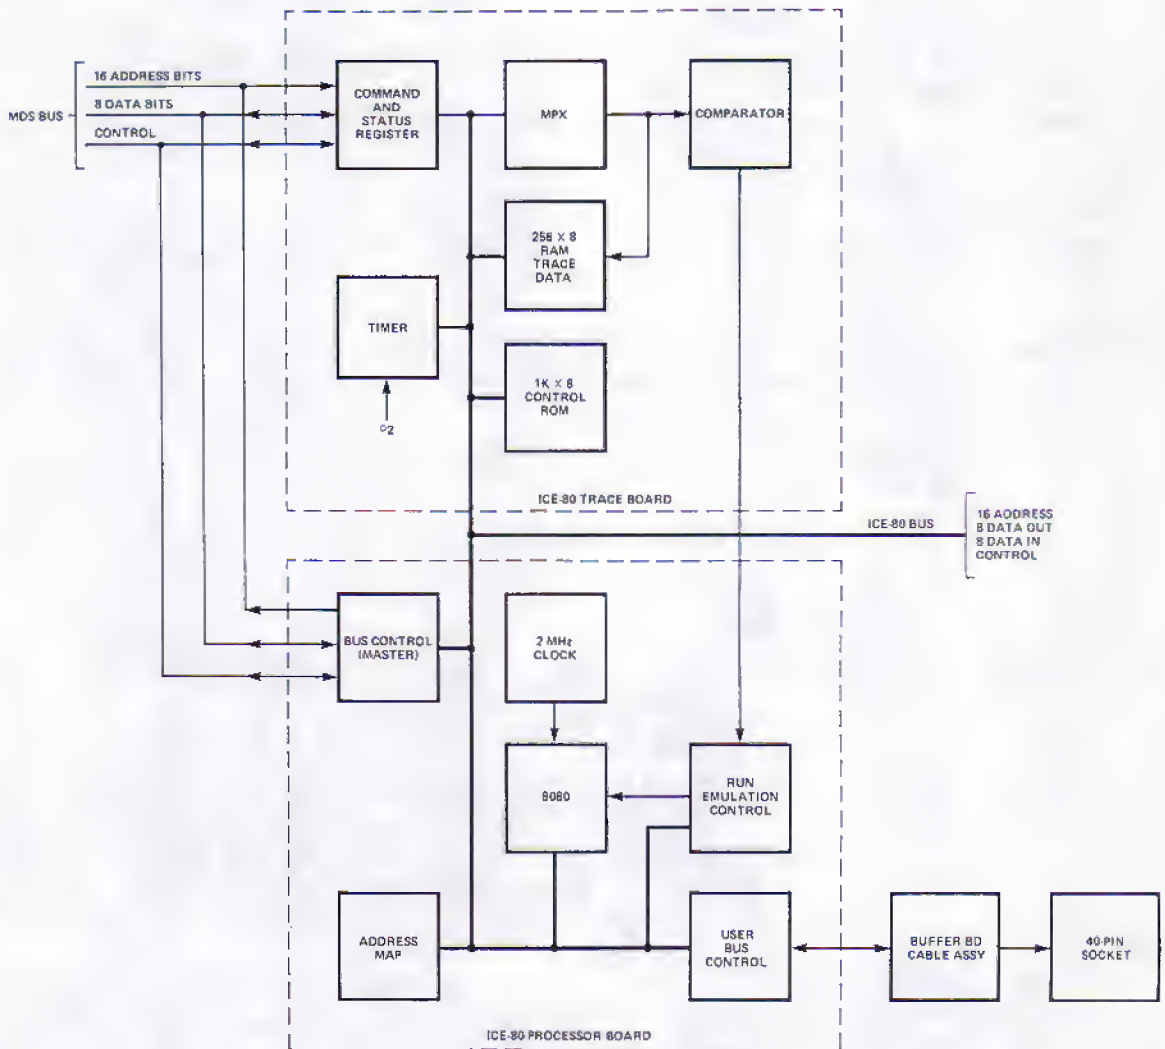 MDS BUS
16 ADDRESS BITS
8 DATA BITS
CONTROL
COMMAND
AND
STATUS
REGISTER
MPX
COMPARATOR
256 X 8
RAM
TRACE
DATA
TIMER
1K X 8
CONTROL
ROM
Φ2
ICE-80 TRACE BOARD
ICE-80 BUS
16 ADDRESS
8 DATA OUT
8 DATA IN
CONTROL
BUS CONTROL
(MASTER)
2 MHz
CLOCK
8080
RUN
EMULATION
CONTROL
ADDRESS
MAP
USER
BUS
CONTROL
BUFFER BD
CABLE ASSY
40-PIN
SOCKET
ICE-80 PROCESSOR BOARD